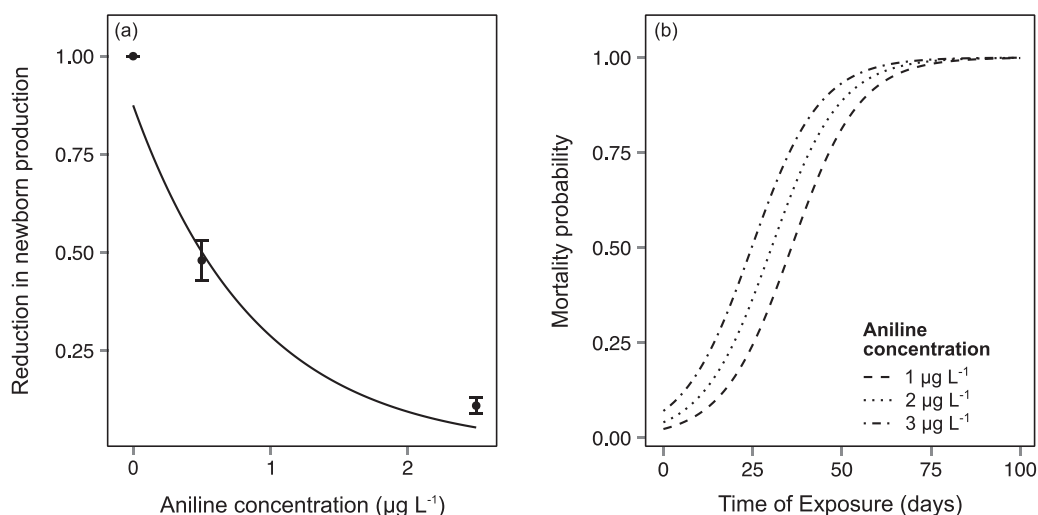 (a)
Reduction in newborn production
1.00
0.75
0.50
0.25
0
1
2
Aniline concentration (µg L⁻¹)
(b)
Mortality probability
1.00
0.75
0.50
0.25
0.00
Aniline
concentration
1 µg L⁻¹
2 µg L⁻¹
3 µg L⁻¹
0
25
50
75
100
Time of Exposure (days)